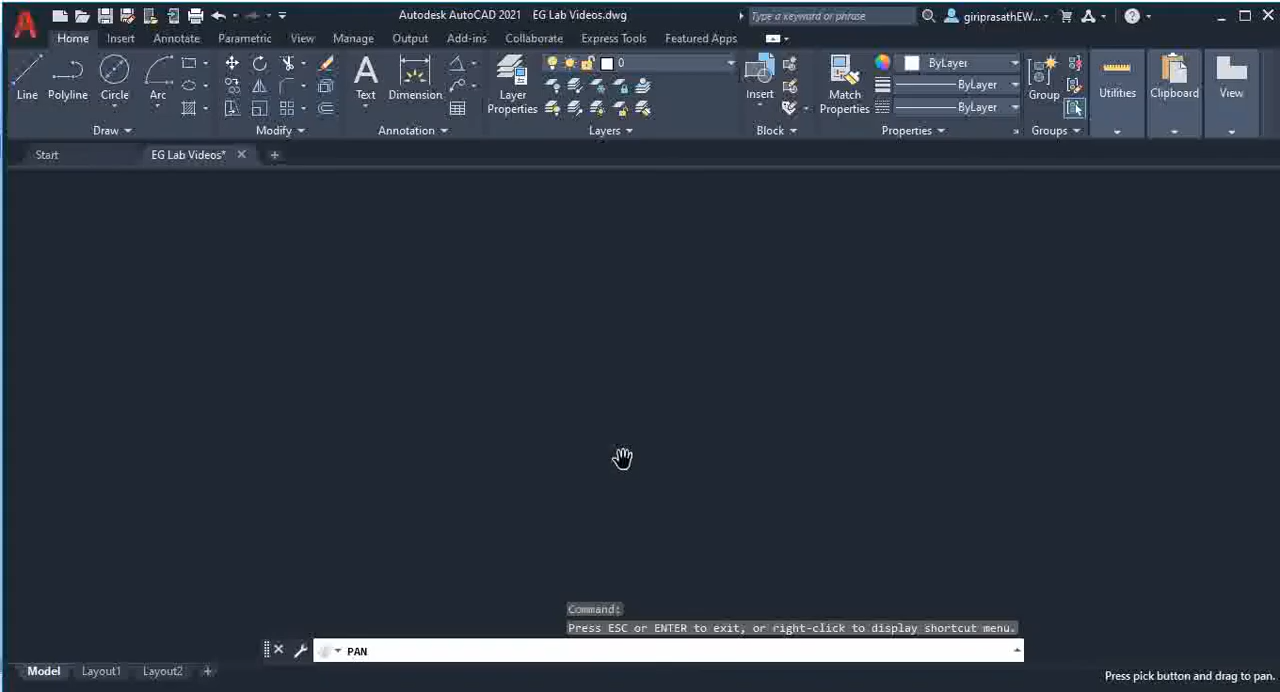 Autodesk AutoCAD 2021 EG Lab Videos.dwg
Type a keyword or phrase
giriprasathEW...
Home Insert Annotate Parametric View Manage Output Add-ins Collaborate Express Tools Featured Apps
0
ByLayer
ByLayer
ByLayer
Line Polyline Circle Arc
Text Dimension
Layer
Properties
Insert
Match
Properties
Group
Utilities
Clipboard
View
Draw Modify Annotation Layers Block Properties Groups
Start EG Lab Videos*
Command:
Press ESC or ENTER to exit, or right-click to display shortcut menu.
PAN
Model Layout1 Layout2 +
Press pick button and drag to pan.